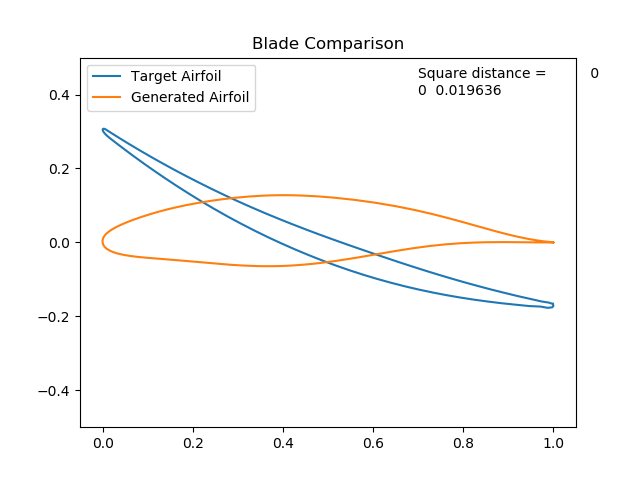 Blade Comparison
Target Airfoil
Generated Airfoil
Square distance = 0
0 0.019636
0.4
0.2
0.0
−0.2
−0.4
0.0 0.2 0.4 0.6 0.8 1.0